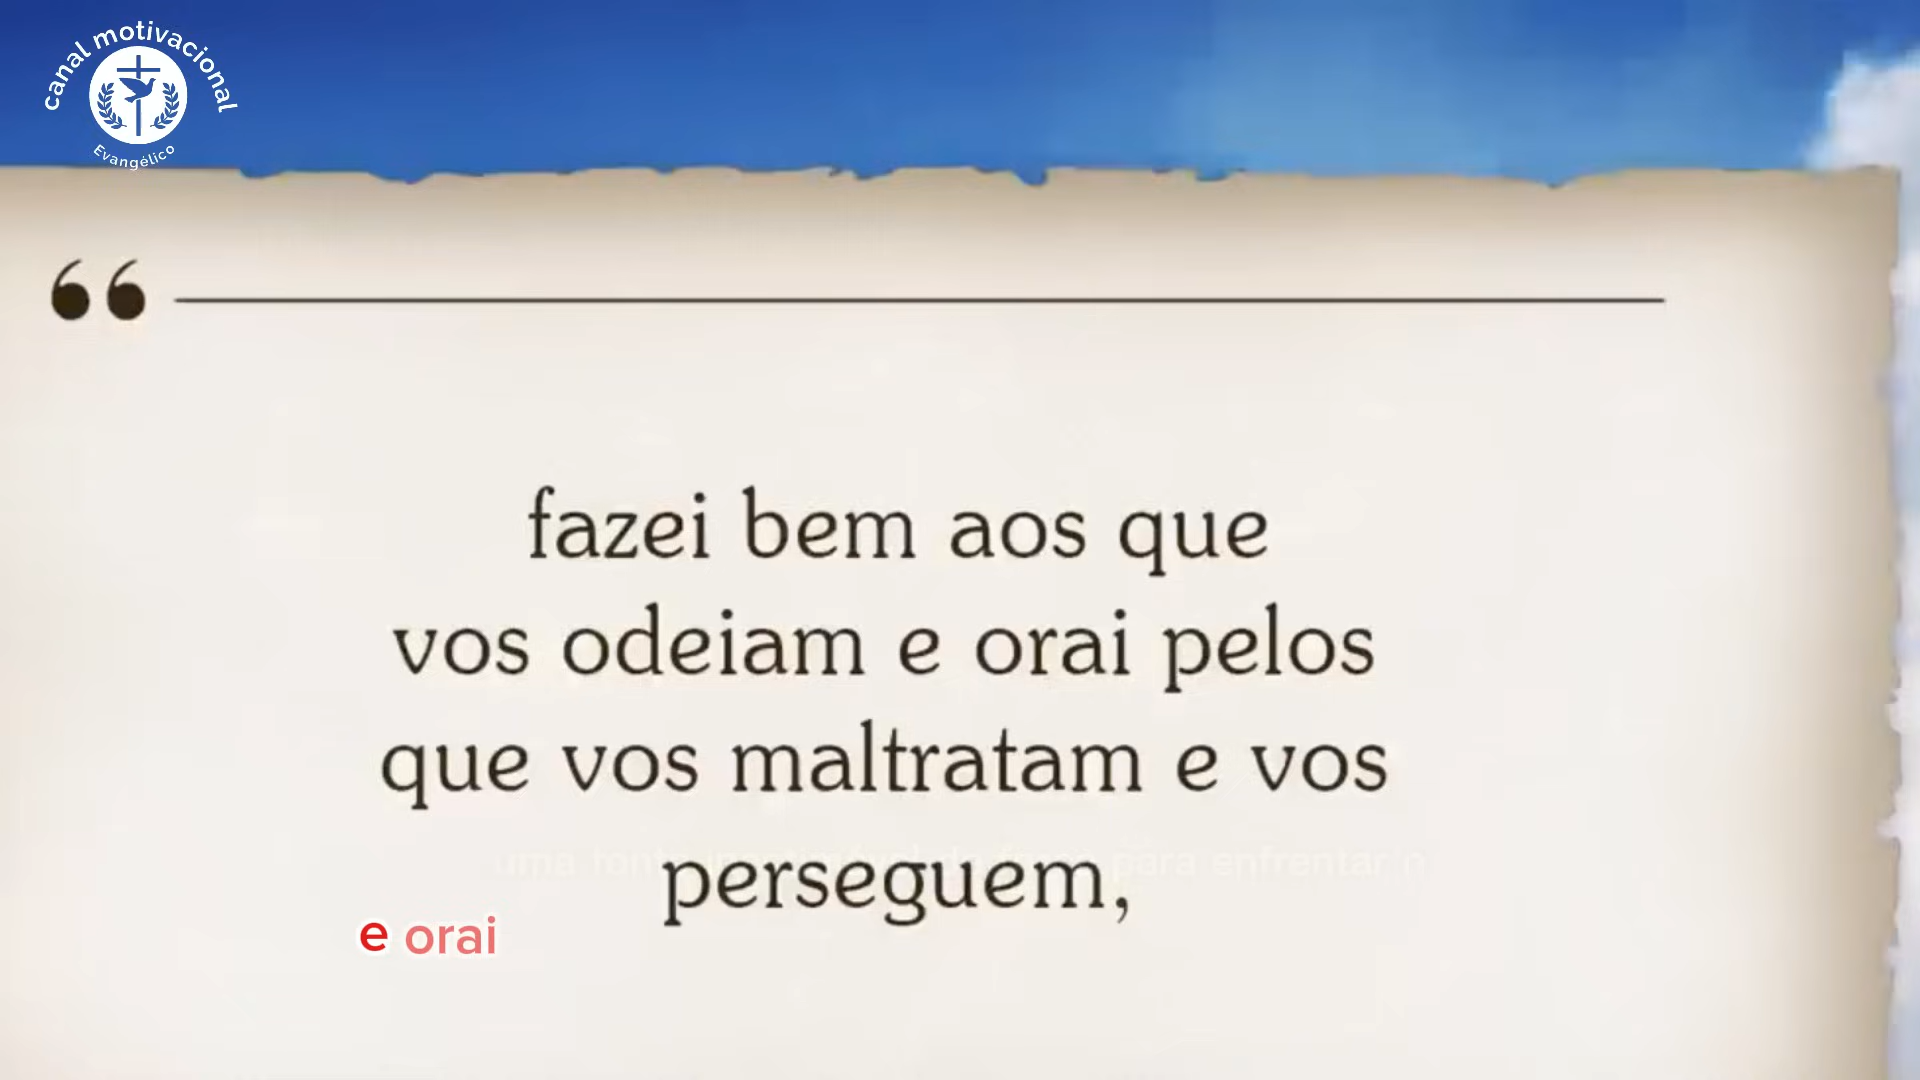 canal motivacional
Evangélico
“
fazei bem aos que
vos odeiam e orai pelos
que vos maltratam e vos
perseguem,
e orai